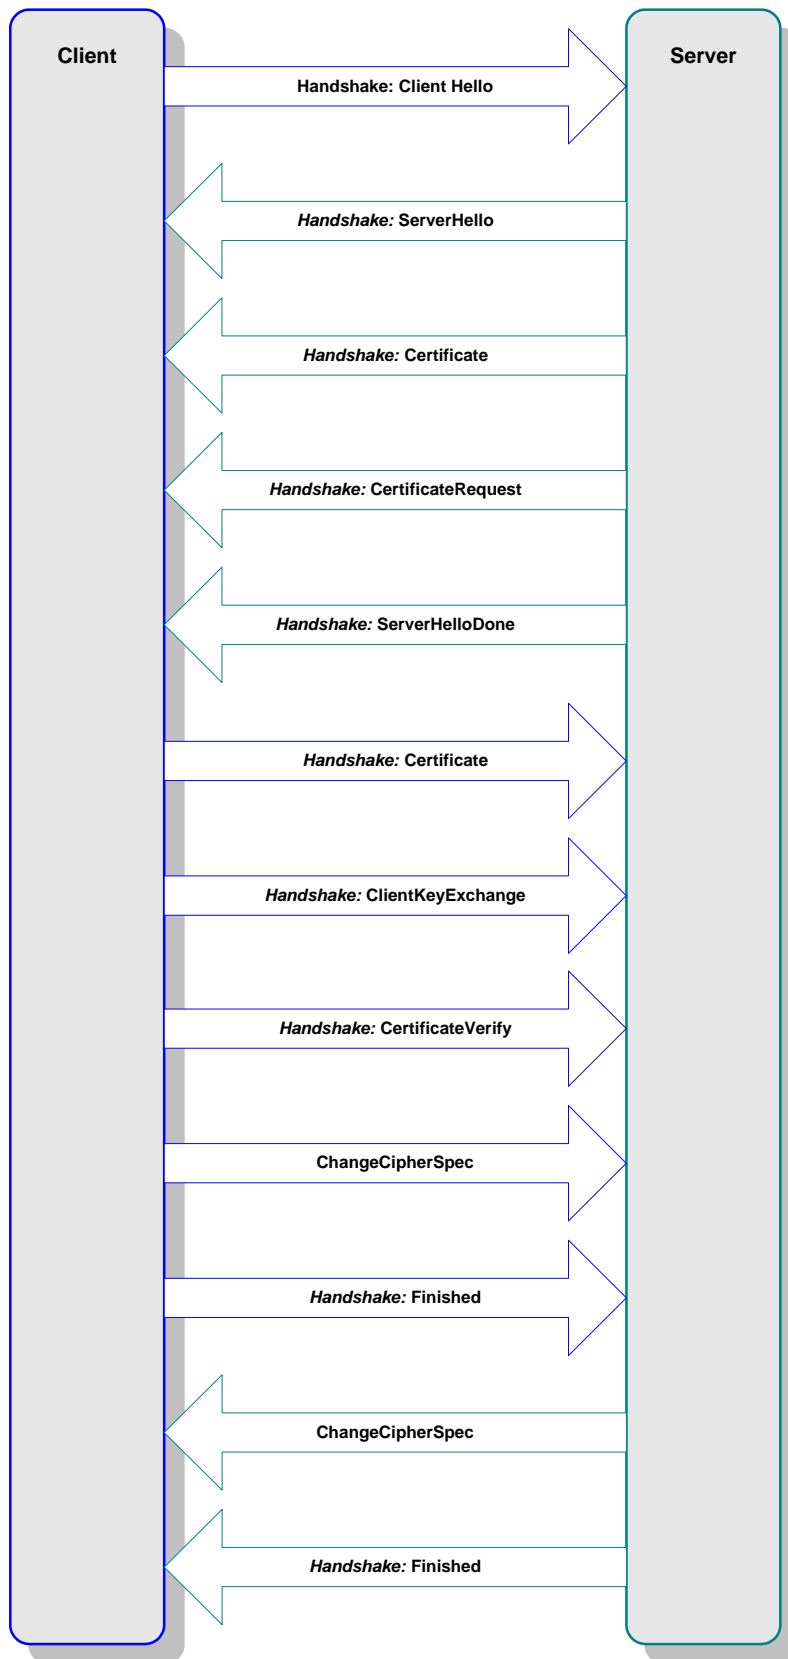 Client
Server
Handshake: Client Hello
Handshake: ServerHello
Handshake: Certificate
Handshake: CertificateRequest
Handshake: ServerHelloDone
Handshake: Certificate
Handshake: ClientKeyExchange
Handshake: CertificateVerify
ChangeCipherSpec
Handshake: Finished
ChangeCipherSpec
Handshake: Finished